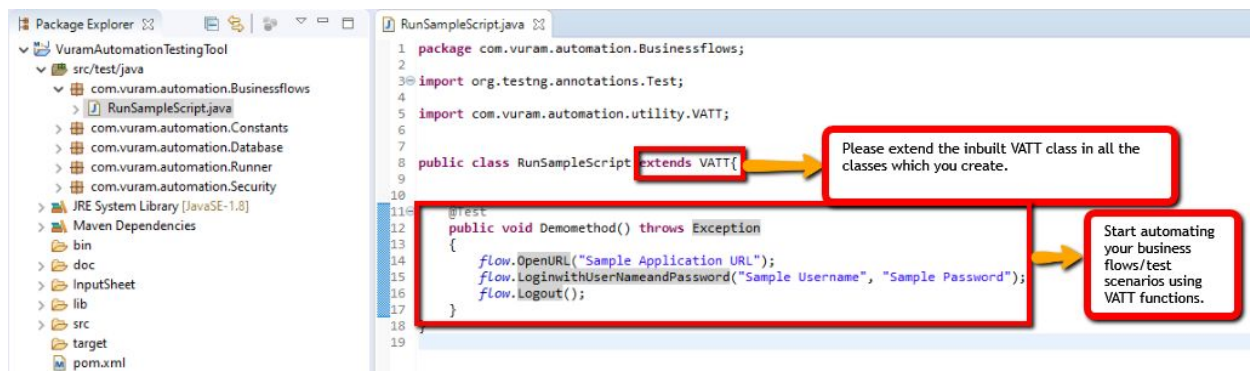 Package Explorer
VuramAutomationTestingTool
src/test/java
com.vuram.automation.Businessflows
RunSampleScript.java
com.vuram.automation.Constants
com.vuram.automation.Database
com.vuram.automation.Runner
com.vuram.automation.Security
JRE System Library [JavaSE-1.8]
Maven Dependencies
bin
doc
InputSheet
lib
src
target
pom.xml
RunSampleScript.java
1 package com.vuram.automation.Businessflows;
2
3 import org.testng.annotations.Test;
4
5 import com.vuram.automation.utility.VATT;
6
7
8 public class RunSampleScript extends VATT{
9
10
11 @Test
12 public void Demomethod() throws Exception
13 {
14 flow.OpenURL("Sample Application URL");
15 flow.LoginwithUserNameandPassword("Sample Username", "Sample Password");
16 flow.Logout();
17 }
18 }
19
Please extend the inbuilt VATT class in all the
classes which you create.
Start automating
your business
flows/test
scenarios using
VATT functions.